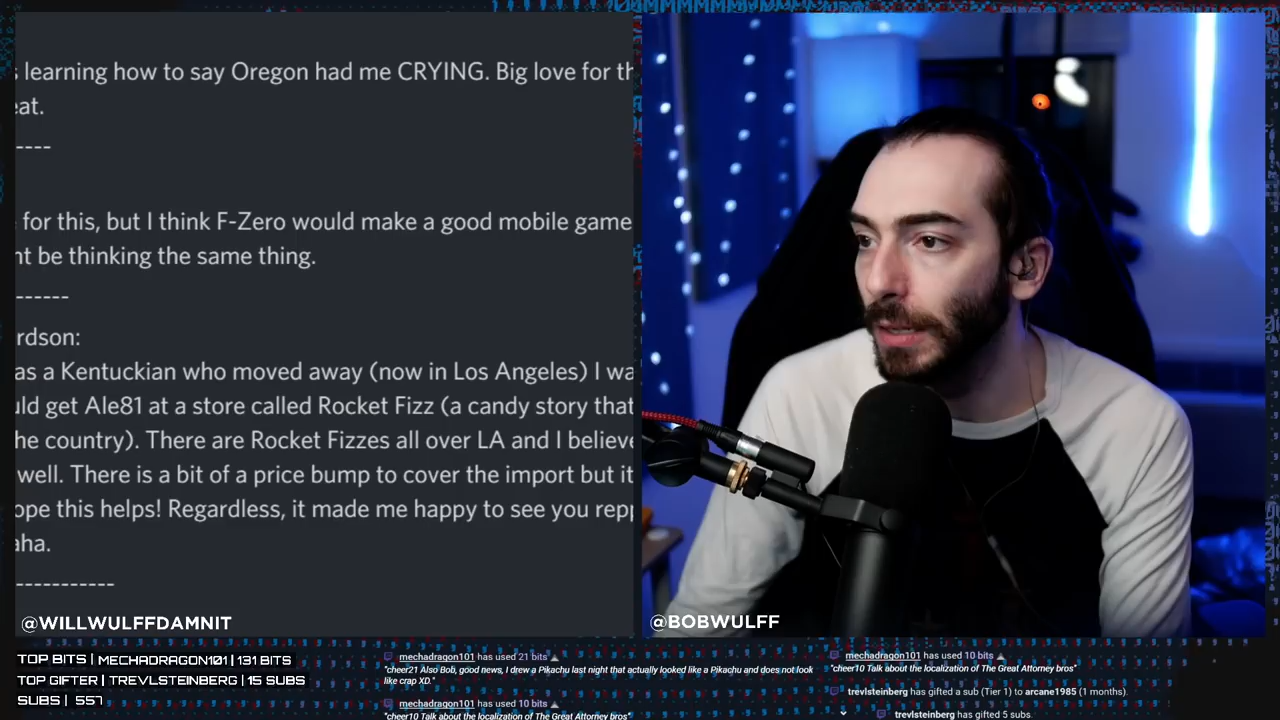 learning how to say Oregon had me CRYING. Big love for
eat.
----
for this, but I think F-Zero would make a good mobile game
be thinking the same thing.
------
rdson:
as a Kentuckian who moved away (now in Los Angeles) I wa
uld get Ale81 at a store called Rocket Fizz (a candy story that
he country). There are Rocket Fizzes all over LA and I believe
well. There is a bit of a price bump to cover the import but it
ope this helps! Regardless, it made me happy to see you rep
aha.
-----------
@WILLWULFFDAMNIT
@BOBWULFF
TOP BITS | MECHADRAGON101 | 131 BITS
TOP GIFTER | TREVLSTEINBERG | 15 SUBS
SUBS | 557
mechadragon101 has used 21 bits
"cheer21 Also Bob, good news, I drew a Pikachu last night that actually looked like a Pikachu and does not look
like crap XD."
mechadragon101 has used 10 bits
"cheer10 Talk about the localization of The Great Attorney bros"
mechadragon101 has used 10 bits
"cheer10 Talk about the localization of The Great Attorney bros"
trevlsteinberg has gifted a sub (Tier 1) to arcane1985 (1 months)
trevlsteinberg has gifted 5 subs